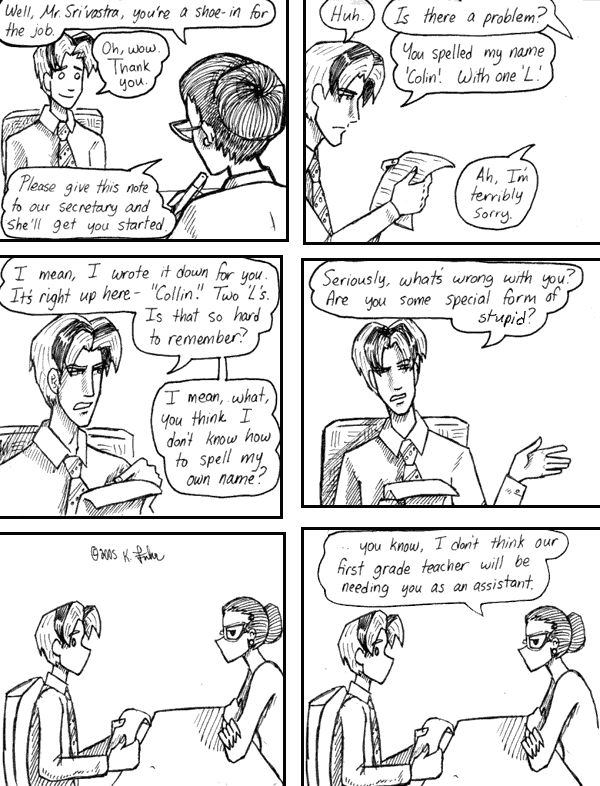 Well, Mr. Srivastra, you're a shoe-in for
the job.
Oh, wow.
Thank
you.
Please give this note
to our secretary and
she'll get you started.
Huh.
Is there a problem?
You spelled my name
'Colin'. With one 'L'.
Ah, I'm
terribly
sorry.
I mean, I wrote it down for you.
It's right up here- "Collin." Two 'L's.
Is that so hard
to remember?
I mean, what,
you think I
don't know how
to spell my
own name?
Seriously, what's wrong with you?
Are you some special form of
stupid?
©2005 K.
... you know, I don't think our
first grade teacher will be
needing you as an assistant.